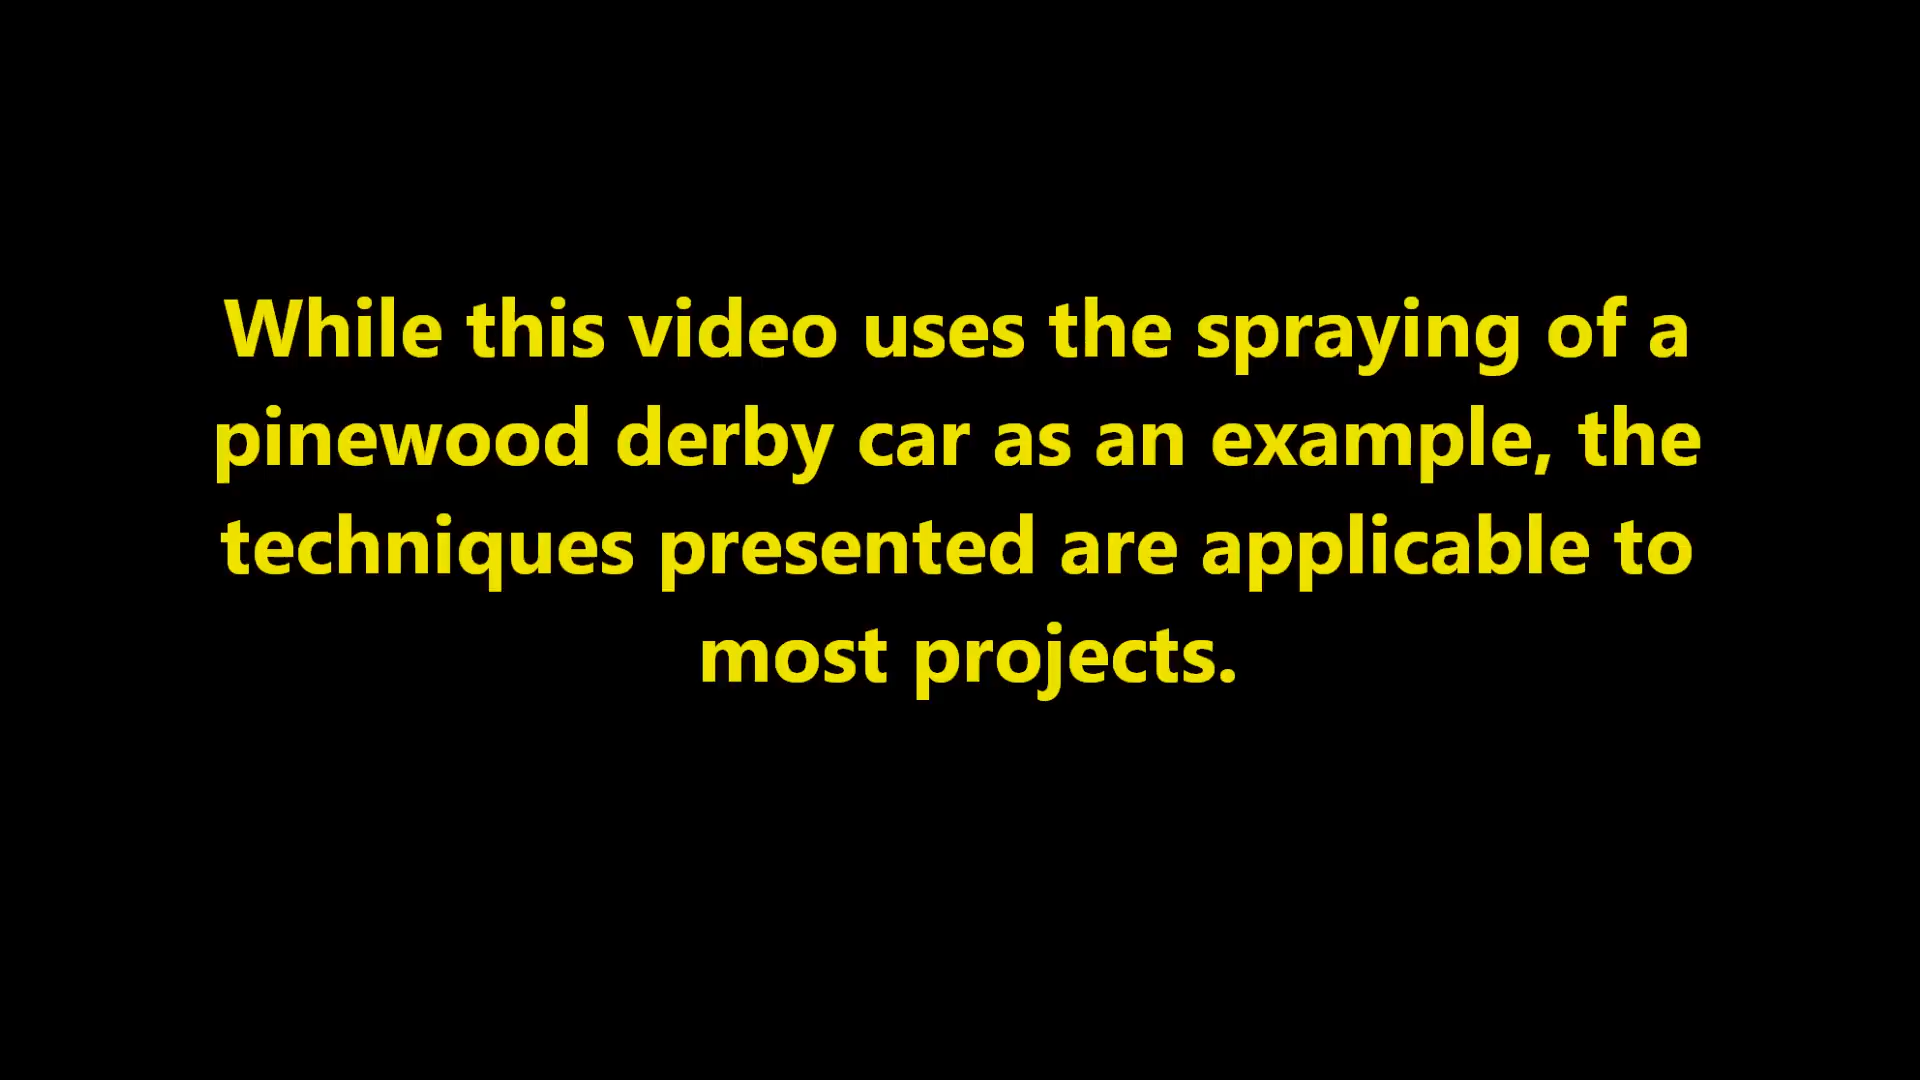 While this video uses the spraying of a
pinewood derby car as an example, the
techniques presented are applicable to
most projects.